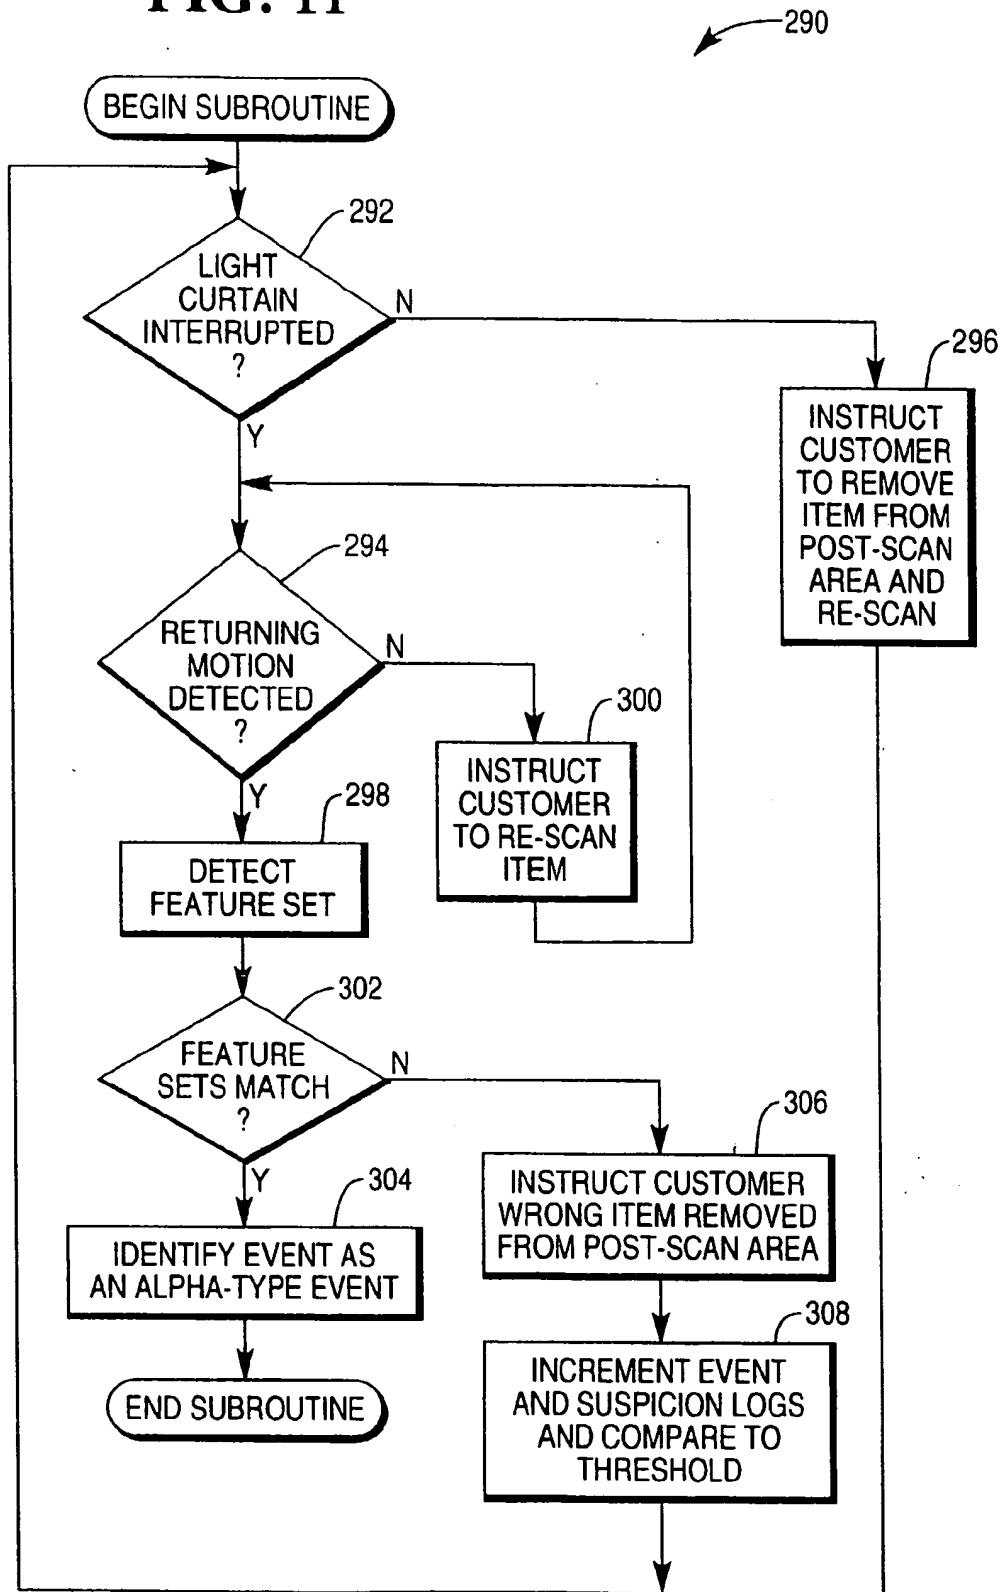 FIG. 11
290
BEGIN SUBROUTINE
292
LIGHT
CURTAIN
INTERRUPTED
?
N
Y
296
INSTRUCT
CUSTOMER
TO REMOVE
ITEM FROM
POST-SCAN
AREA AND
RE-SCAN
294
RETURNING
MOTION
DETECTED
?
N
Y
300
INSTRUCT
CUSTOMER
TO RE-SCAN
ITEM
298
DETECT
FEATURE SET
302
FEATURE
SETS MATCH
?
N
Y
306
INSTRUCT CUSTOMER
WRONG ITEM REMOVED
FROM POST-SCAN AREA
304
IDENTIFY EVENT AS
AN ALPHA-TYPE EVENT
308
INCREMENT EVENT
AND SUSPICION LOGS
AND COMPARE TO
THRESHOLD
END SUBROUTINE